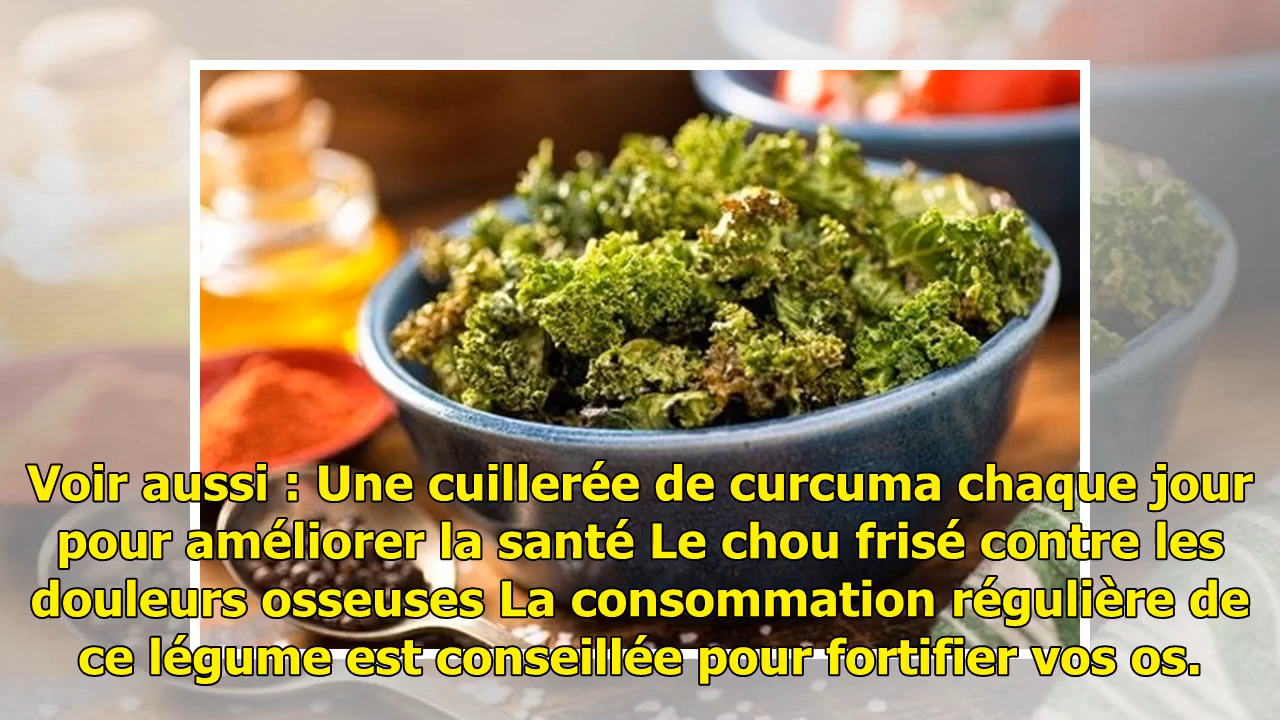 Voir aussi : Une cuillerée de curcuma chaque jour
pour améliorer la santé Le chou frisé contre les
douleurs osseuses La consommation régulière de
ce légume est conseillée pour fortifier vos os.